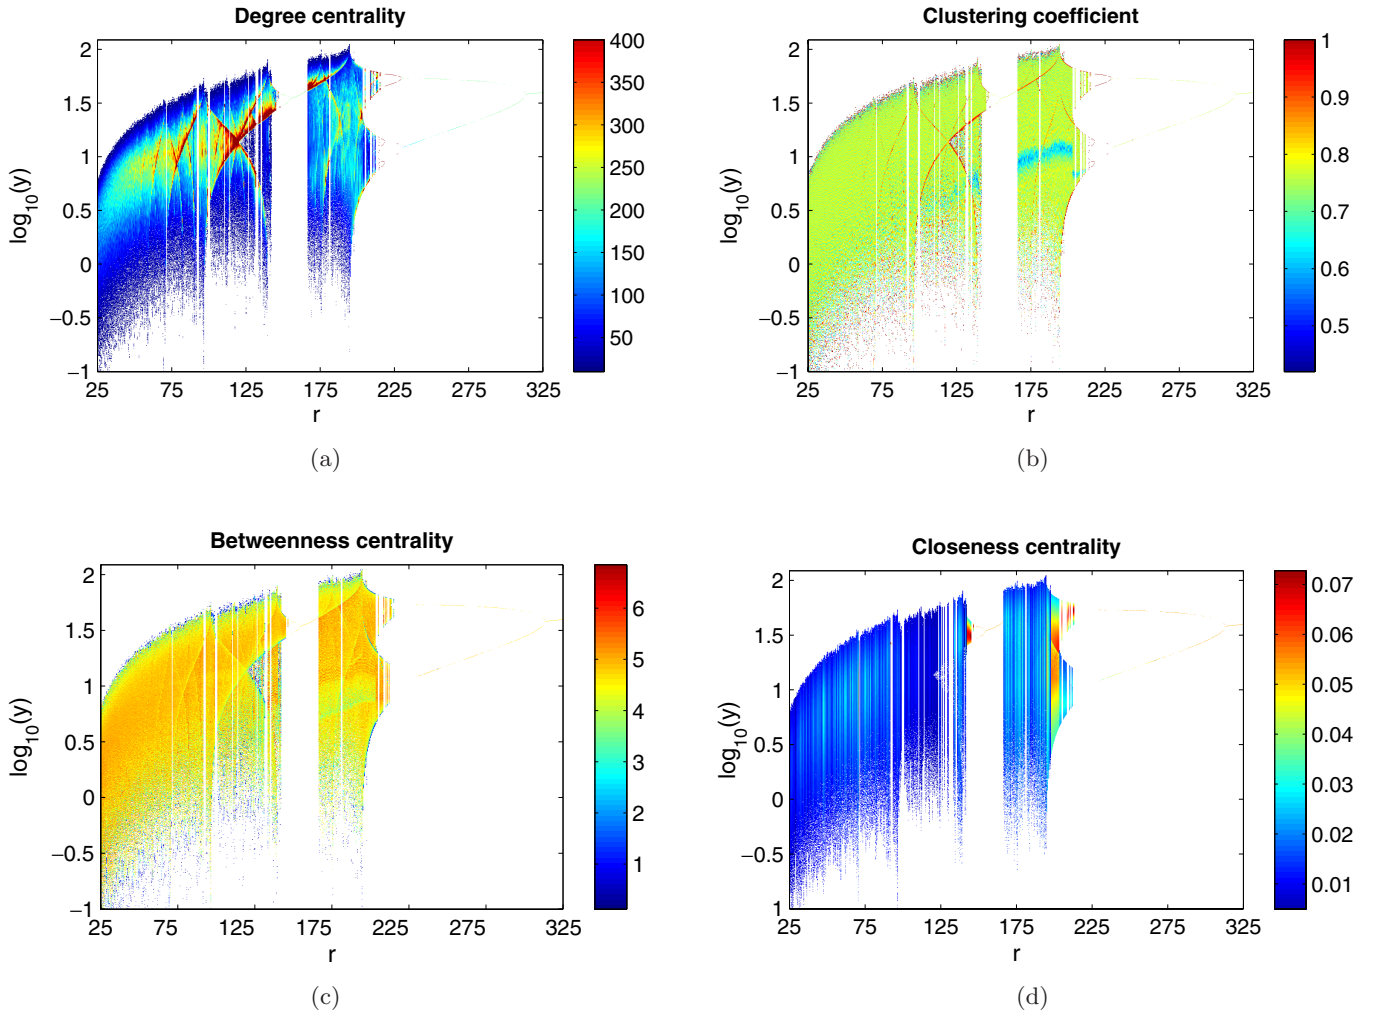 Degree centrality
2
1.5
1
0.5
0
−0.5
−1
log10(y)
25 75 125 175 225 275 325
r
400
350
300
250
200
150
100
50
(a)
Clustering coefficient
2
1.5
1
0.5
0
−0.5
−1
log10(y)
25 75 125 175 225 275 325
r
1
0.9
0.8
0.7
0.6
0.5
(b)
Betweenness centrality
2
1.5
1
0.5
0
−0.5
−1
log10(y)
25 75 125 175 225 275 325
r
6
5
4
3
2
1
(c)
Closeness centrality
2
1.5
1
0.5
0
−0.5
1
log10(y)
25 75 125 175 225 275 325
r
0.07
0.06
0.05
0.04
0.03
0.02
0.01
(d)